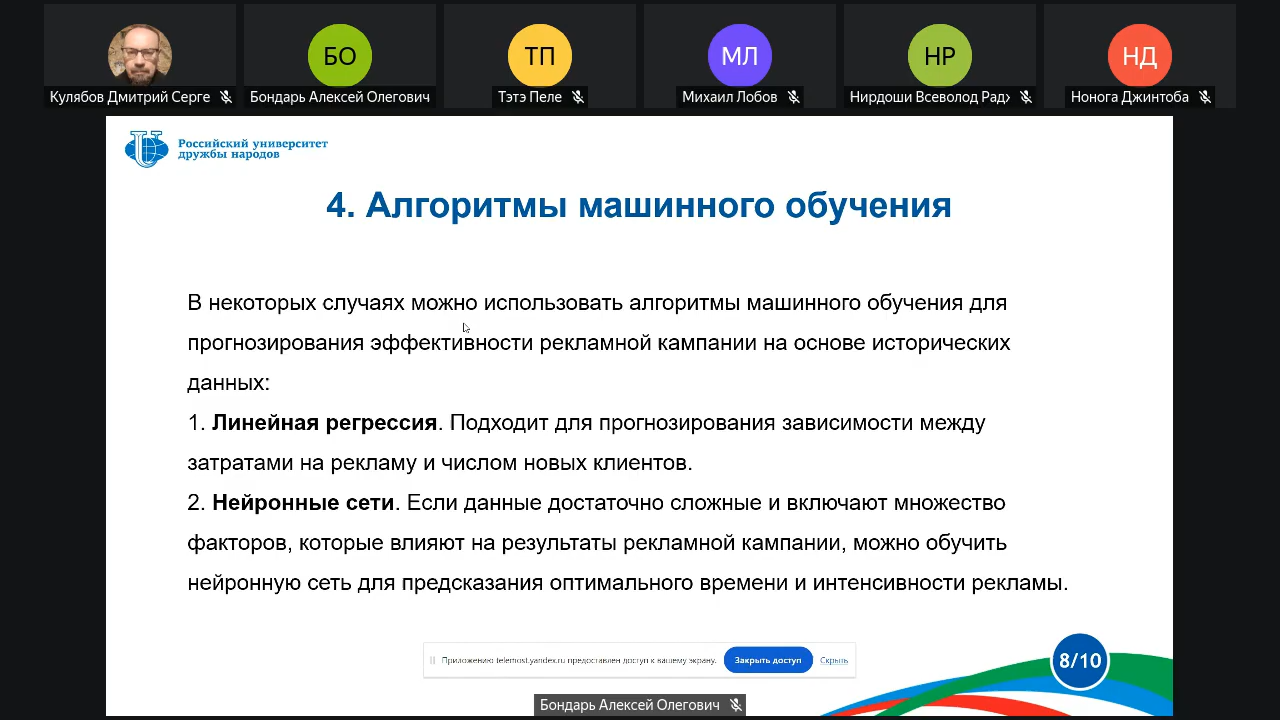 БО
ТП
МЛ
НР
НД
Кулябов Дмитрий Серге
Бондарь Алексей Олегович
Тэтэ Пеле
Михаил Лобов
Нирдоши Всеволод Радж
Нонога Джинтоба
Российский университет
дружбы народов
4. Алгоритмы машинного обучения
В некоторых случаях можно использовать алгоритмы машинного обучения для
прогнозирования эффективности рекламной кампании на основе исторических
данных:
1. Линейная регрессия. Подходит для прогнозирования зависимости между
затратами на рекламу и числом новых клиентов.
2. Нейронные сети. Если данные достаточно сложные и включают множество
факторов, которые влияют на результаты рекламной кампании, можно обучить
нейронную сеть для предсказания оптимального времени и интенсивности рекламы.
Приложению telemost.yandex.ru предоставлен доступ к вашему экрану.
Закрыть доступ
Скрыть
8/10
Бондарь Алексей Олегович